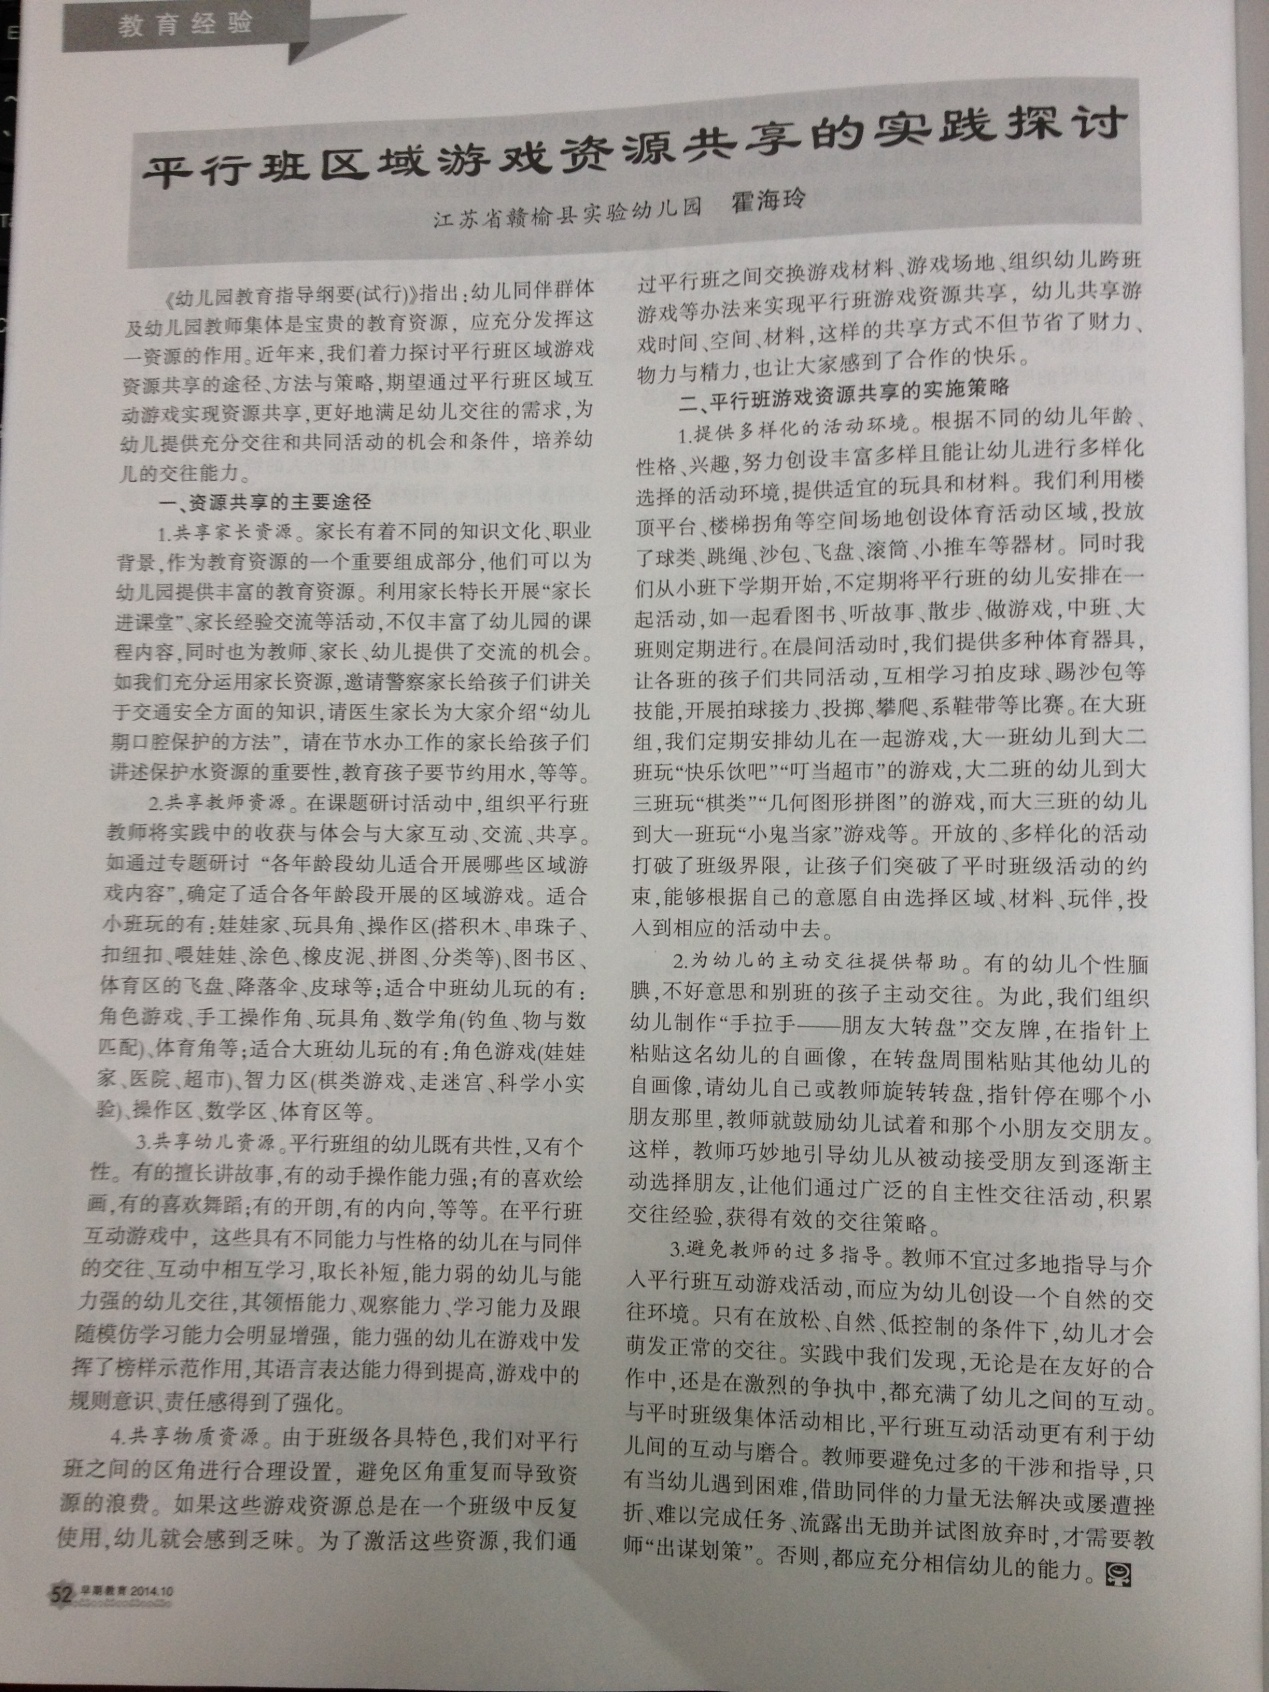 教育经验
平行班区域游戏资源共享的实践探讨
江苏省赣榆县实验幼儿园 霍海玲
《幼儿园教育指导纲要(试行)》指出:幼儿同伴群体
及幼儿园教师集体是宝贵的教育资源，应充分发挥这
一资源的作用。近年来,我们着力探讨平行班区域游戏
资源共享的途径、方法与策略,期望通过平行班区域互
动游戏实现资源共享,更好地满足幼儿交往的需求,为
幼儿提供充分交往和共同活动的机会和条件，培养幼
儿的交往能力。
一、资源共享的主要途径
1.共享家长资源。家长有着不同的知识文化、职业
背景,作为教育资源的一个重要组成部分,他们可以为
幼儿园提供丰富的教育资源。利用家长特长开展“家长
进课堂”、家长经验交流等活动,不仅丰富了幼儿园的课
程内容,同时也为教师、家长、幼儿提供了交流的机会。
如我们充分运用家长资源,邀请警察家长给孩子们讲关
于交通安全方面的知识,请医生家长为大家介绍“幼儿
期口腔保护的方法”，请在节水办工作的家长给孩子们
讲述保护水资源的重要性,教育孩子要节约用水,等等。
2.共享教师资源。在课题研讨活动中,组织平行班
教师将实践中的收获与体会与大家互动、交流、共享。
如通过专题研讨“各年龄段幼儿适合开展哪些区域游
戏内容”,确定了适合各年龄段开展的区域游戏。适合
小班玩的有:娃娃家、玩具角、操作区(搭积木、串珠子、
扣纽扣、喂娃娃、涂色、橡皮泥、拼图、分类等)、图书区、
体育区的飞盘、降落伞、皮球等;适合中班幼儿玩的有:
角色游戏、手工操作角、玩具角、数学角(钓鱼、物与数
匹配)、体育角等;适合大班幼儿玩的有:角色游戏(娃娃
家、医院、超市)、智力区(棋类游戏、走迷宫、科学小实
验)、操作区、数学区、体育区等。
3.共享幼儿资源。平行班组的幼儿既有共性,又有个
性。有的擅长讲故事,有的动手操作能力强;有的喜欢绘
画,有的喜欢舞蹈;有的开朗,有的内向,等等。在平行班
互动游戏中，这些具有不同能力与性格的幼儿在与同伴
的交往、互动中相互学习,取长补短,能力弱的幼儿与能
力强的幼儿交往,其领悟能力、观察能力、学习能力及跟
随模仿学习能力会明显增强，能力强的幼儿在游戏中发
挥了榜样示范作用,其语言表达能力得到提高,游戏中的
规则意识、责任感得到了强化。
4.共享物质资源。由于班级各具特色,我们对平行
班之间的区角进行合理设置，避免区角重复而导致资
源的浪费。如果这些游戏资源总是在一个班级中反复
使用,幼儿就会感到乏味。为了激活这些资源,我们通
过平行班之间交换游戏材料、游戏场地、组织幼儿跨班
游戏等办法来实现平行班游戏资源共享，幼儿共享游
戏时间、空间、材料,这样的共享方式不但节省了财力、
物力与精力,也让大家感到了合作的快乐。
二、平行班游戏资源共享的实施策略
1.提供多样化的活动环境。根据不同的幼儿年龄、
性格、兴趣,努力创设丰富多样且能让幼儿进行多样化
选择的活动环境,提供适宜的玩具和材料。我们利用楼
顶平台、楼梯拐角等空间场地创设体育活动区域,投放
了球类、跳绳、沙包、飞盘、滚筒、小推车等器材。同时我
们从小班下学期开始,不定期将平行班的幼儿安排在一
起活动,如一起看图书、听故事、散步、做游戏,中班、大
班则定期进行。在晨间活动时,我们提供多种体育器具,
让各班的孩子们共同活动,互相学习拍皮球、踢沙包等
技能,开展拍球接力、投掷、攀爬、系鞋带等比赛。在大班
组,我们定期安排幼儿在一起游戏,大一班幼儿到大二
班玩“快乐饮吧”“叮当超市”的游戏,大二班的幼儿到大
三班玩“棋类”“几何图形拼图”的游戏,而大三班的幼儿
到大一班玩“小鬼当家”游戏等。开放的、多样化的活动
打破了班级界限，让孩子们突破了平时班级活动的约
束,能够根据自己的意愿自由选择区域、材料、玩伴,投
入到相应的活动中去。
2.为幼儿的主动交往提供帮助。有的幼儿个性腼
腆,不好意思和别班的孩子主动交往。为此,我们组织
幼儿制作“手拉手——朋友大转盘”交友牌,在指针上
粘贴这名幼儿的自画像，在转盘周围粘贴其他幼儿的
自画像,请幼儿自己或教师旋转转盘,指针停在哪个小
朋友那里,教师就鼓励幼儿试着和那个小朋友交朋友。
这样，教师巧妙地引导幼儿从被动接受朋友到逐渐主
动选择朋友,让他们通过广泛的自主性交往活动,积累
交往经验,获得有效的交往策略。
3.避免教师的过多指导。教师不宜过多地指导与介
入平行班互动游戏活动,而应为幼儿创设一个自然的交
往环境。只有在放松、自然、低控制的条件下,幼儿才会
萌发正常的交往。实践中我们发现,无论是在友好的合
作中,还是在激烈的争执中,都充满了幼儿之间的互动。
与平时班级集体活动相比,平行班互动活动更有利于幼
儿间的互动与磨合。教师要避免过多的干涉和指导,只
有当幼儿遇到困难,借助同伴的力量无法解决或屡遭挫
折、难以完成任务、流露出无助并试图放弃时,才需要教
师“出谋划策”。否则,都应充分相信幼儿的能力。
52 早期教育 2014.10